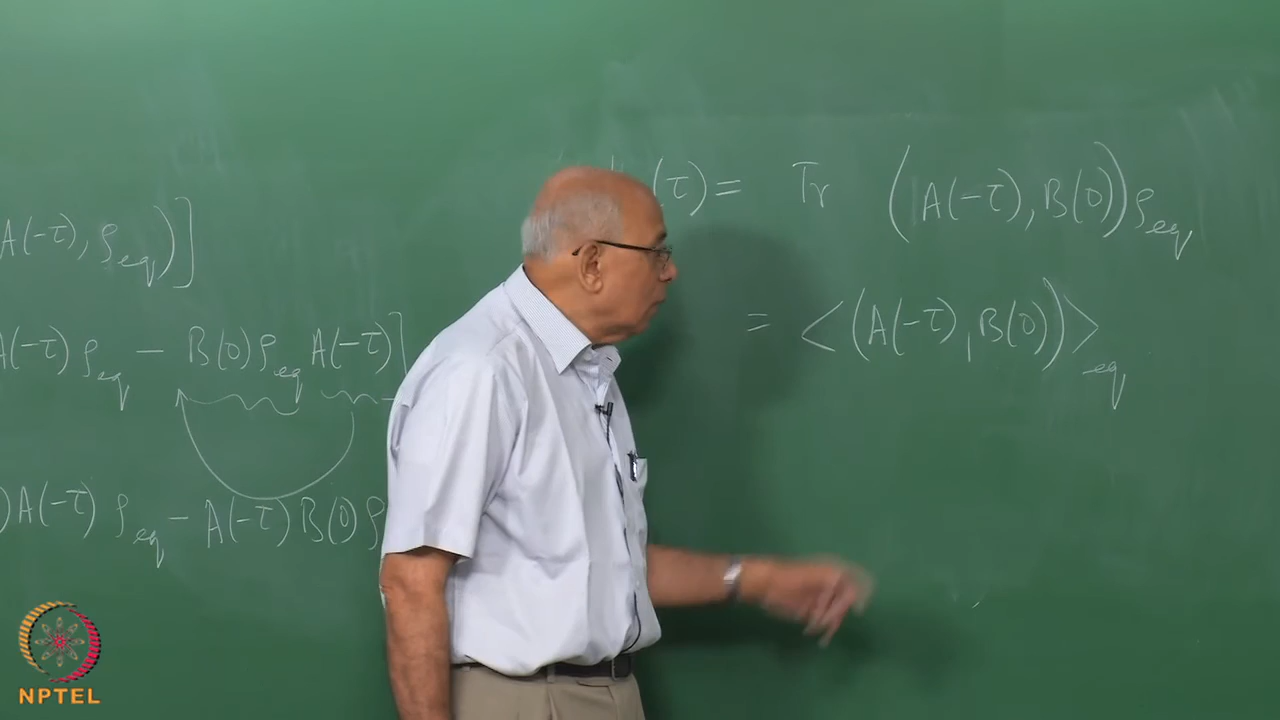 A(-τ), ρ_eq)]
A(-τ) ρ_eq - B(0) ρ_eq A(-τ)]
)A(-τ) ρ_eq - A(-τ) B(0) ρ
(τ) = Tr (A(-τ), B(0)) ρ_eq
= <(A(-τ), B(0))>_eq
NPTEL